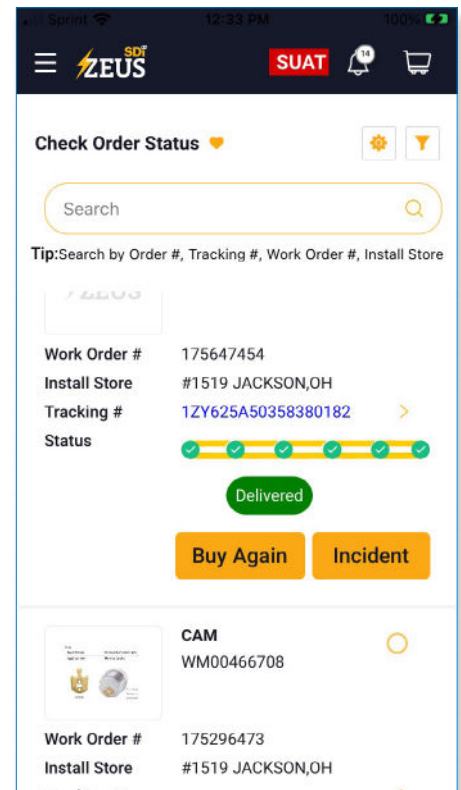 Sprint 12:33 PM 100%
SDI
ZEUS SUAT 14
Check Order Status
Search
Tip:Search by Order #, Tracking #, Work Order #, Install Store
ZEUS
Work Order # 175647454
Install Store #1519 JACKSON,OH
Tracking # 1ZY625A50358380182
Status
Delivered
Buy Again Incident
CAM
WM00466708
Work Order # 175296473
Install Store #1519 JACKSON,OH